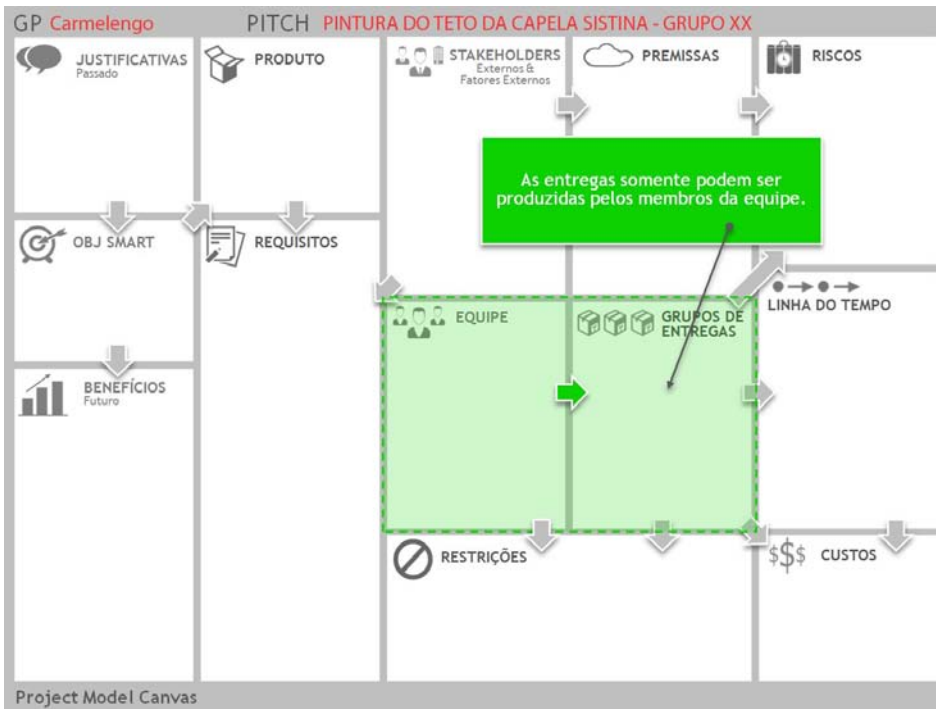 GP Carmelengo
PITCH PINTURA DO TETO DA CAPELA SISTINA - GRUPO XX
JUSTIFICATIVAS
Passado
PRODUTO
STAKEHOLDERS
Externos &
Fatores Externos
PREMISSAS
RISCOS
As entregas somente podem ser
produzidas pelos membros da equipe.
OBJ SMART
REQUISITOS
EQUIPE
GRUPOS DE
ENTREGAS
LINHA DO TEMPO
BENEFÍCIOS
Futuro
RESTRIÇÕES
$$$ CUSTOS
Project Model Canvas